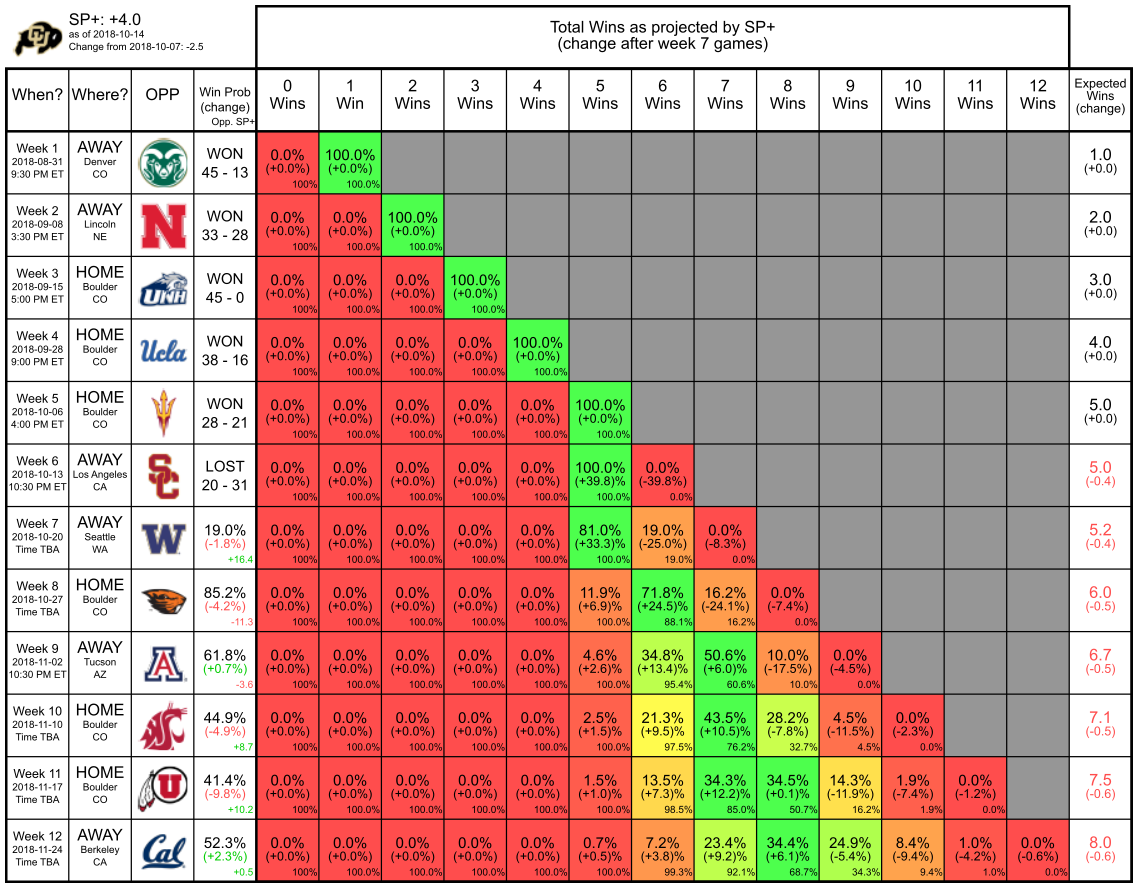 SP+: +4.0
as of 2018-10-14
Change from 2018-10-07: -2.5
Total Wins as projected by SP+
(change after week 7 games)
When? Where? OPP Win Prob (change) Opp. SP+ 0 Wins 1 Win 2 Wins 3 Wins 4 Wins 5 Wins 6 Wins 7 Wins 8 Wins 9 Wins 10 Wins 11 Wins 12 Wins Expected Wins (change)
Week 1 AWAY WON 0.0% 100.0% 1.0
2018-08-31 Denver (+0.0%) (+0.0%) (+0.0)
9:30 PM ET CO 45 - 13 100% 100.0%
Week 2 AWAY N WON 0.0% 0.0% 100.0% 2.0
2018-09-08 Lincoln (+0.0%) (+0.0%) (+0.0%) (+0.0)
3:30 PM ET NE 33 - 28 100% 100.0% 100.0%
Week 3 HOME UNH WON 0.0% 0.0% 0.0% 100.0% 3.0
2018-09-15 Boulder (+0.0%) (+0.0%) (+0.0%) (+0.0%) (+0.0)
5:00 PM ET CO 45 - 0 100% 100.0% 100.0% 100.0%
Week 4 HOME Ucla WON 0.0% 0.0% 0.0% 0.0% 100.0% 4.0
2018-09-28 Boulder (+0.0%) (+0.0%) (+0.0%) (+0.0%) (+0.0%) (+0.0)
9:00 PM ET CO 38 - 16 100% 100.0% 100.0% 100.0% 100.0%
Week 5 HOME WON 0.0% 0.0% 0.0% 0.0% 0.0% 100.0% 5.0
2018-10-06 Boulder (+0.0%) (+0.0%) (+0.0%) (+0.0%) (+0.0%) (+0.0%) (+0.0)
4:00 PM ET CO 28 - 21 100% 100.0% 100.0% 100.0% 100.0% 100.0%
Week 6 AWAY SC LOST 0.0% 0.0% 0.0% 0.0% 0.0% 100.0% 0.0% 5.0
2018-10-13 Los Angeles (+0.0%) (+0.0%) (+0.0%) (+0.0%) (+0.0%) (+39.8)% (-39.8%) (-0.4)
10:30 PM ET CA 20 - 31 100% 100.0% 100.0% 100.0% 100.0% 100.0% 0.0%
Week 7 AWAY W 19.0% 0.0% 0.0% 0.0% 0.0% 0.0% 81.0% 19.0% 0.0% 5.2
2018-10-20 Seattle (-1.8%) (+0.0%) (+0.0%) (+0.0%) (+0.0%) (+0.0%) (+33.3)% (-25.0%) (-8.3%) (-0.4)
Time TBA WA +16.4 100% 100.0% 100.0% 100.0% 100.0% 100.0% 19.0% 0.0%
Week 8 HOME 85.2% 0.0% 0.0% 0.0% 0.0% 0.0% 11.9% 71.8% 16.2% 0.0% 6.0
2018-10-27 Boulder (-4.2%) (+0.0%) (+0.0%) (+0.0%) (+0.0%) (+0.0%) (+6.9)% (+24.5)% (-24.1%) (-7.4%) (-0.5)
Time TBA CO -11.3 100% 100.0% 100.0% 100.0% 100.0% 100.0% 88.1% 16.2% 0.0%
Week 9 AWAY A 61.8% 0.0% 0.0% 0.0% 0.0% 0.0% 4.6% 34.8% 50.6% 10.0% 0.0% 6.7
2018-11-02 Tucson (+0.7%) (+0.0%) (+0.0%) (+0.0%) (+0.0%) (+0.0%) (+2.6)% (+13.4)% (+6.0)% (-17.5%) (-4.5%) (-0.5)
10:30 PM ET AZ -3.6 100% 100.0% 100.0% 100.0% 100.0% 100.0% 95.4% 60.6% 10.0% 0.0%
Week 10 HOME 44.9% 0.0% 0.0% 0.0% 0.0% 0.0% 2.5% 21.3% 43.5% 28.2% 4.5% 0.0% 7.1
2018-11-10 Boulder (-4.9%) (+0.0%) (+0.0%) (+0.0%) (+0.0%) (+0.0%) (+1.5)% (+9.5)% (+10.5)% (-7.8%) (-11.5%) (-2.3%) (-0.5)
Time TBA CO +8.7 100% 100.0% 100.0% 100.0% 100.0% 100.0% 97.5% 76.2% 32.7% 4.5% 0.0%
Week 11 HOME U 41.4% 0.0% 0.0% 0.0% 0.0% 0.0% 1.5% 13.5% 34.3% 34.5% 14.3% 1.9% 0.0% 7.5
2018-11-17 Boulder (-9.8%) (+0.0%) (+0.0%) (+0.0%) (+0.0%) (+0.0%) (+1.0)% (+7.3)% (+12.2)% (+0.1)% (-11.9%) (-7.4%) (-1.2%) (-0.6)
Time TBA CO +10.2 100% 100.0% 100.0% 100.0% 100.0% 100.0% 98.5% 85.0% 50.7% 16.2% 1.9% 0.0%
Week 12 AWAY Cal 52.3% 0.0% 0.0% 0.0% 0.0% 0.0% 0.7% 7.2% 23.4% 34.4% 24.9% 8.4% 1.0% 0.0% 8.0
2018-11-24 Berkeley (+2.3%) (+0.0%) (+0.0%) (+0.0%) (+0.0%) (+0.0%) (+0.5)% (+3.8)% (+9.2)% (+6.1)% (-5.4%) (-9.4%) (-4.2%) (-0.6%) (-0.6)
Time TBA CA +0.5 100% 100.0% 100.0% 100.0% 100.0% 100.0% 99.3% 92.1% 68.7% 34.3% 9.4% 1.0% 0.0%